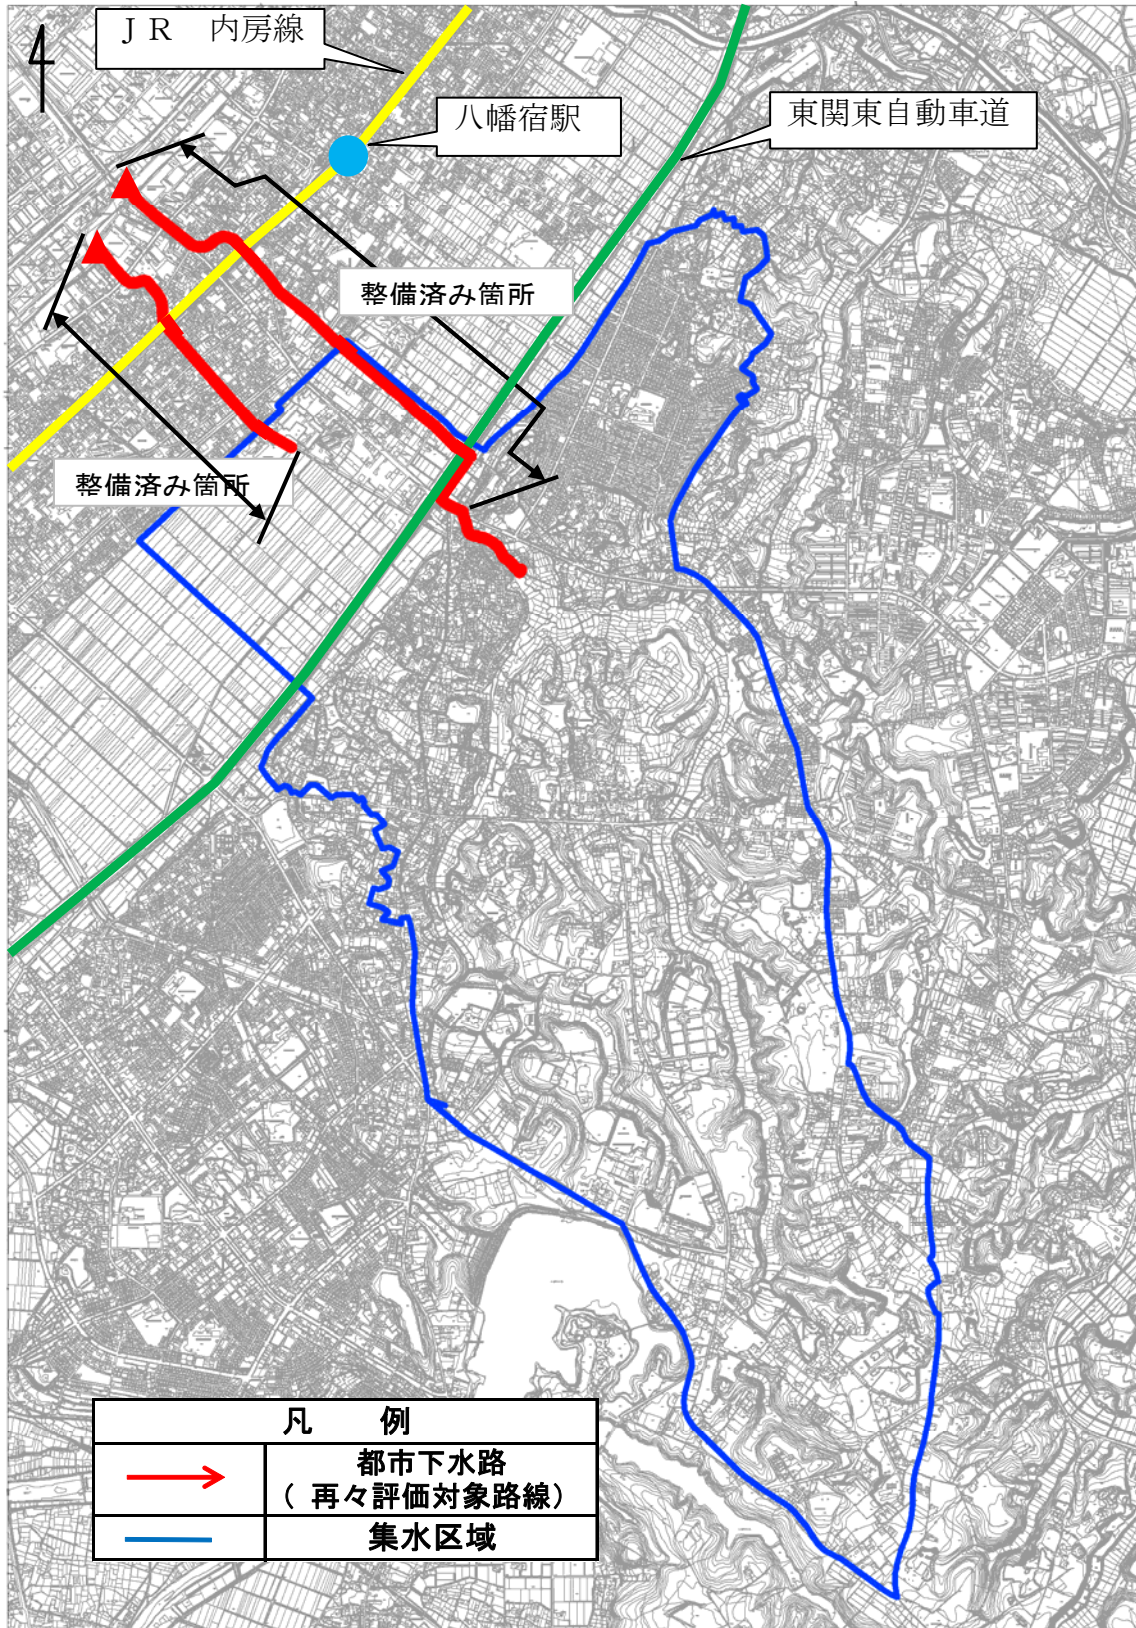 ＪＲ　内房線
八幡宿駅
東関東自動車道
整備済み箇所
整備済み箇所
凡　例
都市下水路
（ 再々評価対象路線）
集水区域